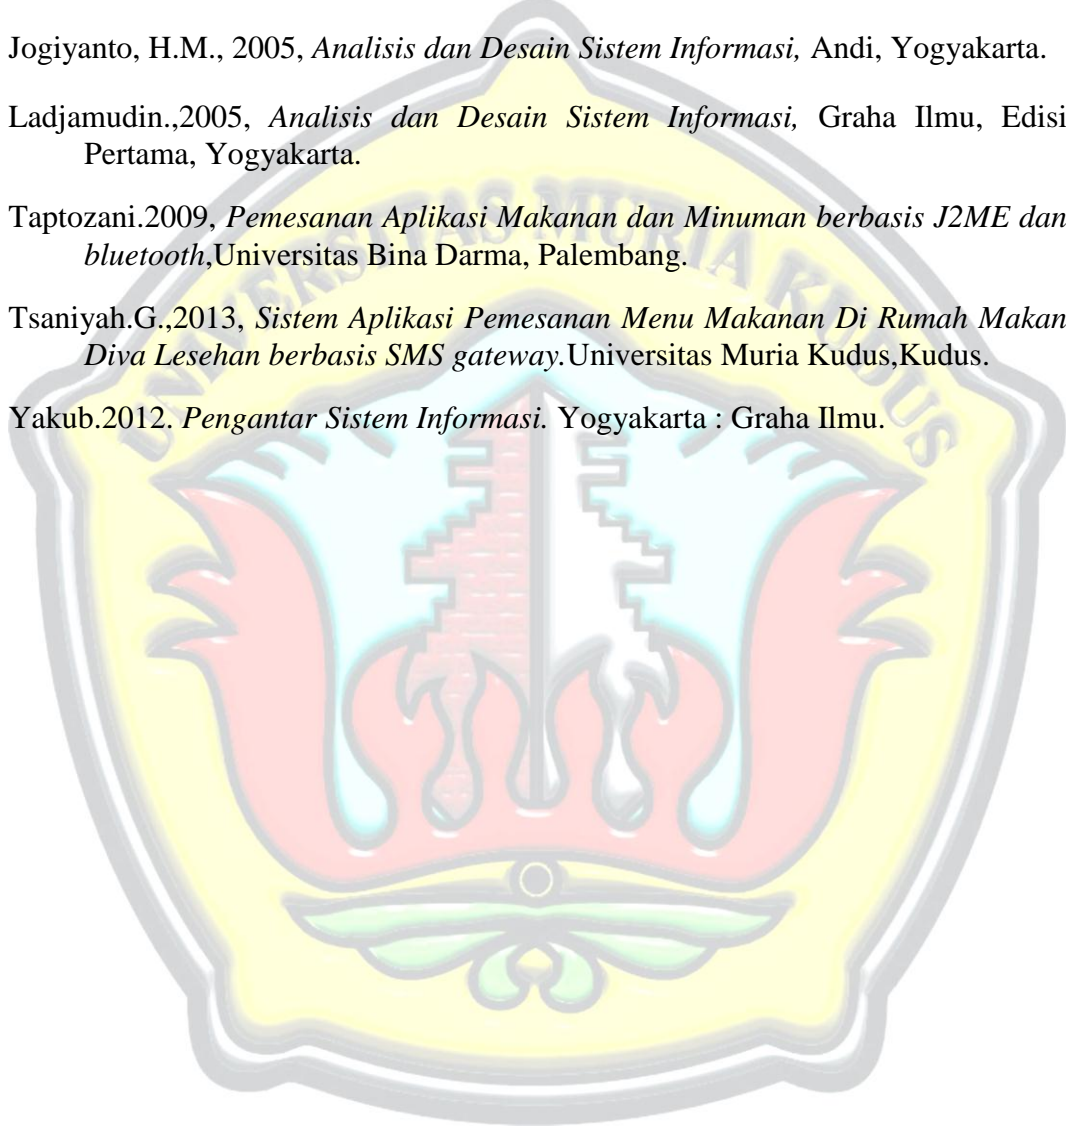 Jogiyanto, H.M., 2005, Analisis dan Desain Sistem Informasi, Andi, Yogyakarta.
Ladjamudin.,2005, Analisis dan Desain Sistem Informasi, Graha Ilmu, Edisi
Pertama, Yogyakarta.
Taptozani.2009, Pemesanan Aplikasi Makanan dan Minuman berbasis J2ME dan
bluetooth,Universitas Bina Darma, Palembang.
Tsaniyah.G.,2013, Sistem Aplikasi Pemesanan Menu Makanan Di Rumah Makan
Diva Lesehan berbasis SMS gateway.Universitas Muria Kudus,Kudus.
Yakub.2012. Pengantar Sistem Informasi. Yogyakarta : Graha Ilmu.
UNIVERSITAS MURIA KUDUS